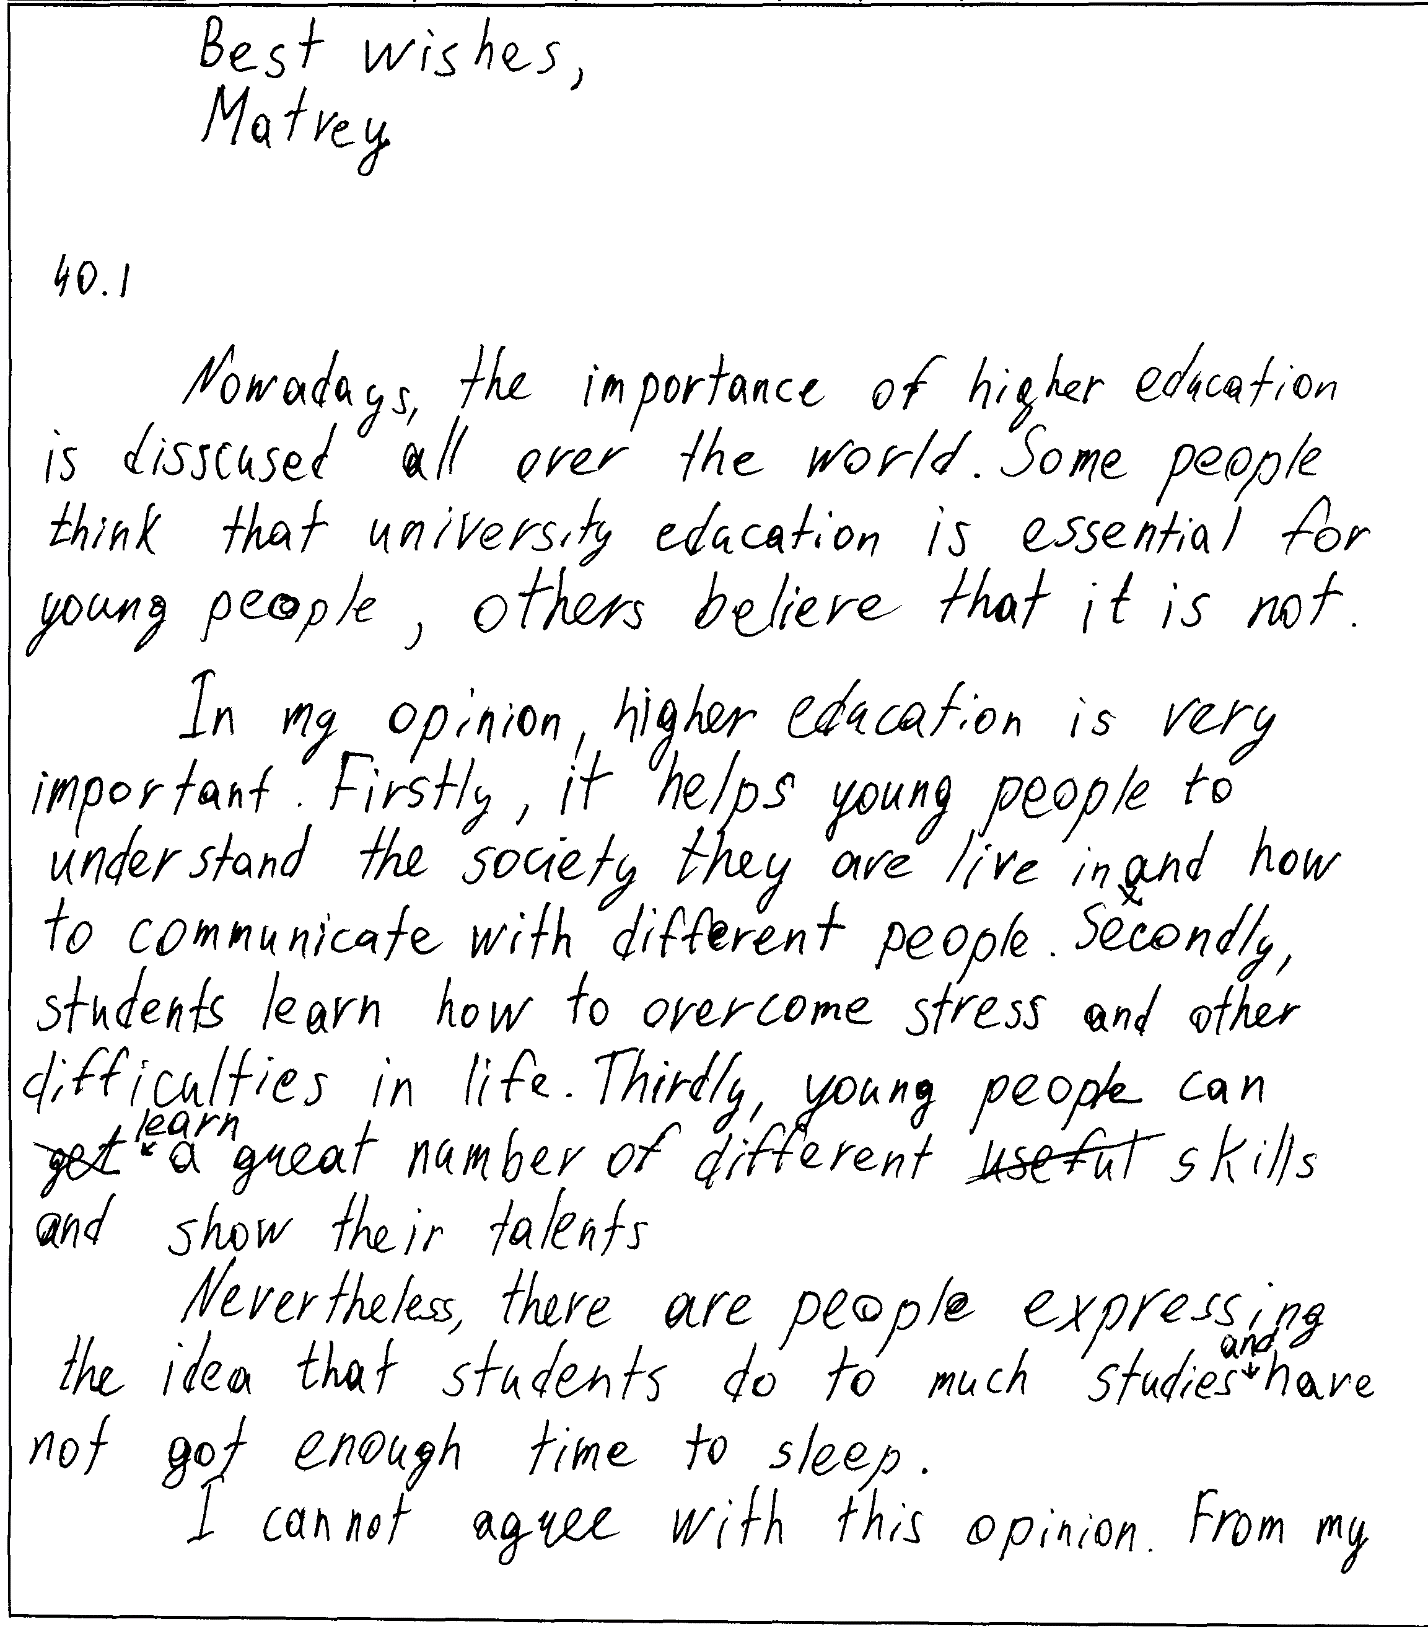 Best wishes,
Matvey
40.1
Nowadays, the importance of higher education
is disscused all over the world. Some people
think that university education is essential for
young people, others believe that it is not.
In my opinion, higher education is very
important. Firstly, it helps young people to
understand the society they are live in and how
to communicate with different people. Secondly,
students learn how to overcome stress and other
difficulties in life. Thirdly, young people can
get learn a great number of different useful skills
and show their talents
Nevertheless, there are people expressing
the idea that students do to much studies and have
not got enough time to sleep.
I cannot agree with this opinion. From my